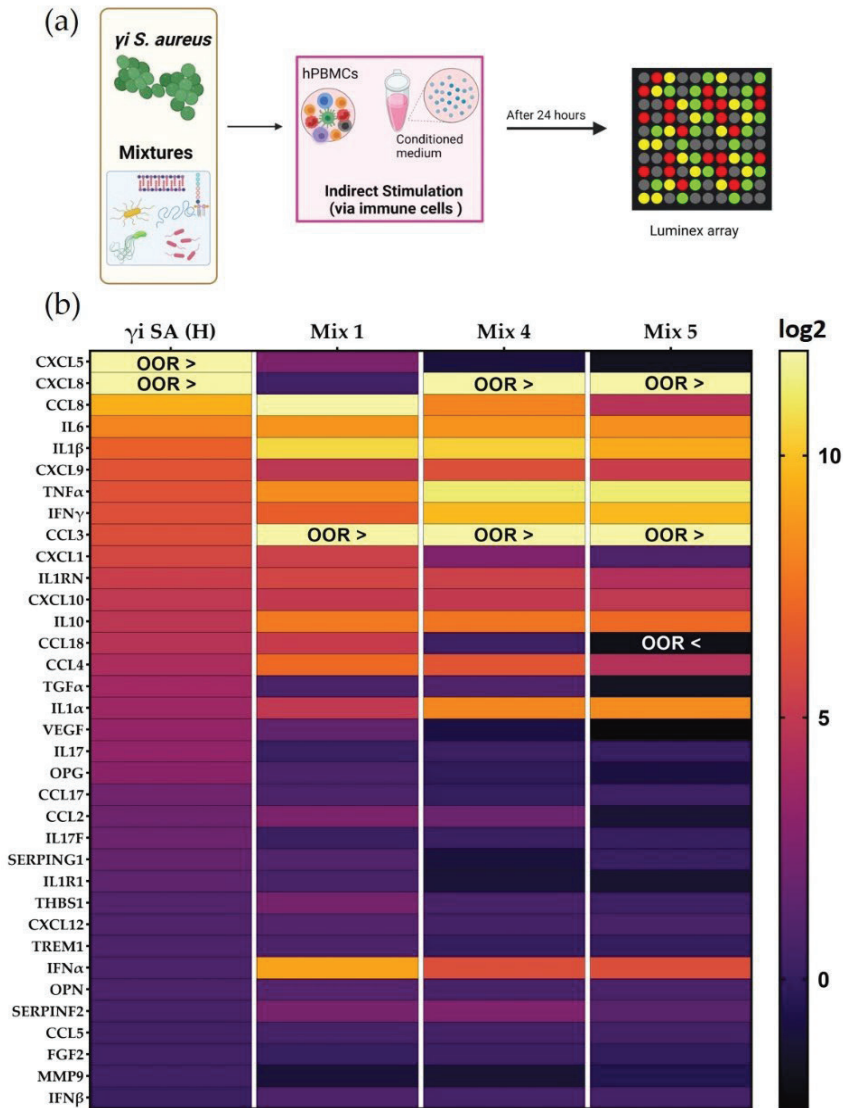 (a)
γi S. aureus
Mixtures
hPBMCs
Conditioned
medium
Indirect Stimulation
(via immune cells )
After 24 hours
Luminex array
(b)
γi SA (H) Mix 1 Mix 4 Mix 5 log2
CXCL5 OOR >
CXCL8 OOR > OOR > OOR >
CCL8
IL6
IL1β
CXCL9
TNFα
IFNγ
CCL3 OOR > OOR > OOR >
CXCL1
IL1RN
CXCL10
IL10
CCL18 OOR <
CCL4
TGFα
IL1α
VEGF
IL17
OPG
CCL17
CCL2
IL17F
SERPING1
IL1R1
THBS1
CXCL12
TREM1
IFNα
OPN
SERPINF2
CCL5
FGF2
MMP9
IFNβ
10
5
0